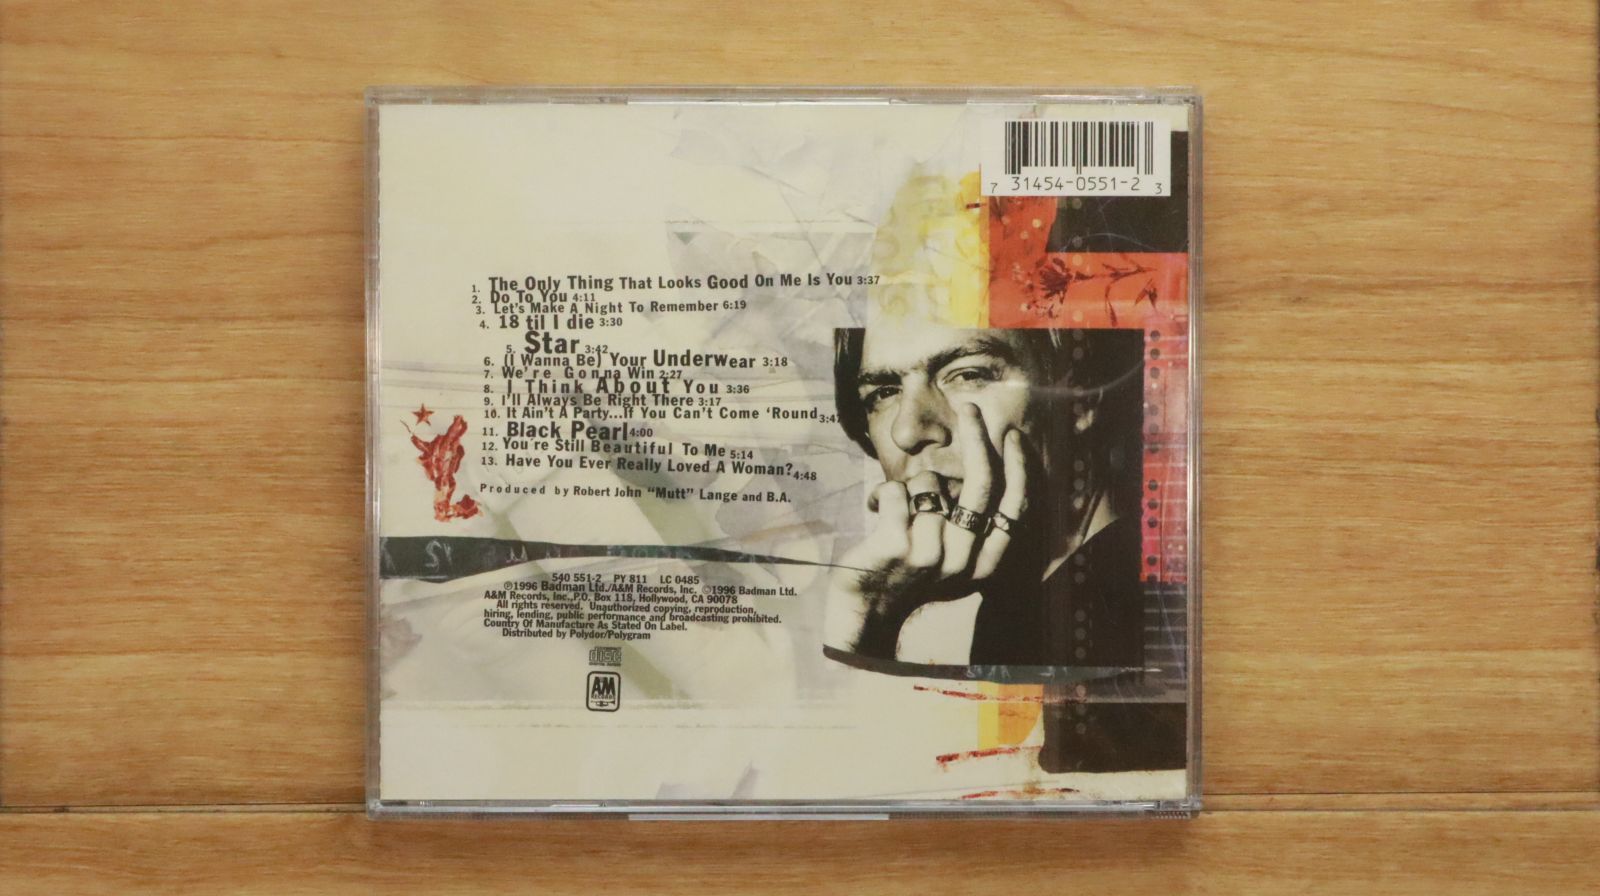 7 31454-0551-2 3
1. The Only Thing That Looks Good On Me Is You 3:37
2. Do To You 4:11
3. Let's Make A Night To Remember 6:19
4. 18 til I die 3:30
5. Star 3:42
6. (I Wanna Be) Your Underwear 3:18
7. We're Gonna Win 2:27
8. I Think About You 3:36
9. I'll Always Be Right There 3:17
10. It Ain't A Party...If You Can't Come 'Round
11. Black Pearl 4:00
12. You're Still Beautiful To Me 5:14
13. Have You Ever Really Loved A Woman? 4:48
Produced by Robert John "Mutt" Lange and B.A.
540 551-2 PY 811 LC 0485
℗1996 Badman Ltd./A&M Records, Inc. ©1996 Badman Ltd.
A&M Records, Inc.,P.O. Box 118, Hollywood, CA 90078
All rights reserved. Unauthorized copying, reproduction,
hiring, lending, public performance and broadcasting prohibited.
Country Of Manufacture As Stated On Label.
Distributed by Polydor/Polygram
disc
DIGITAL AUDIO
A&M
RECORDS